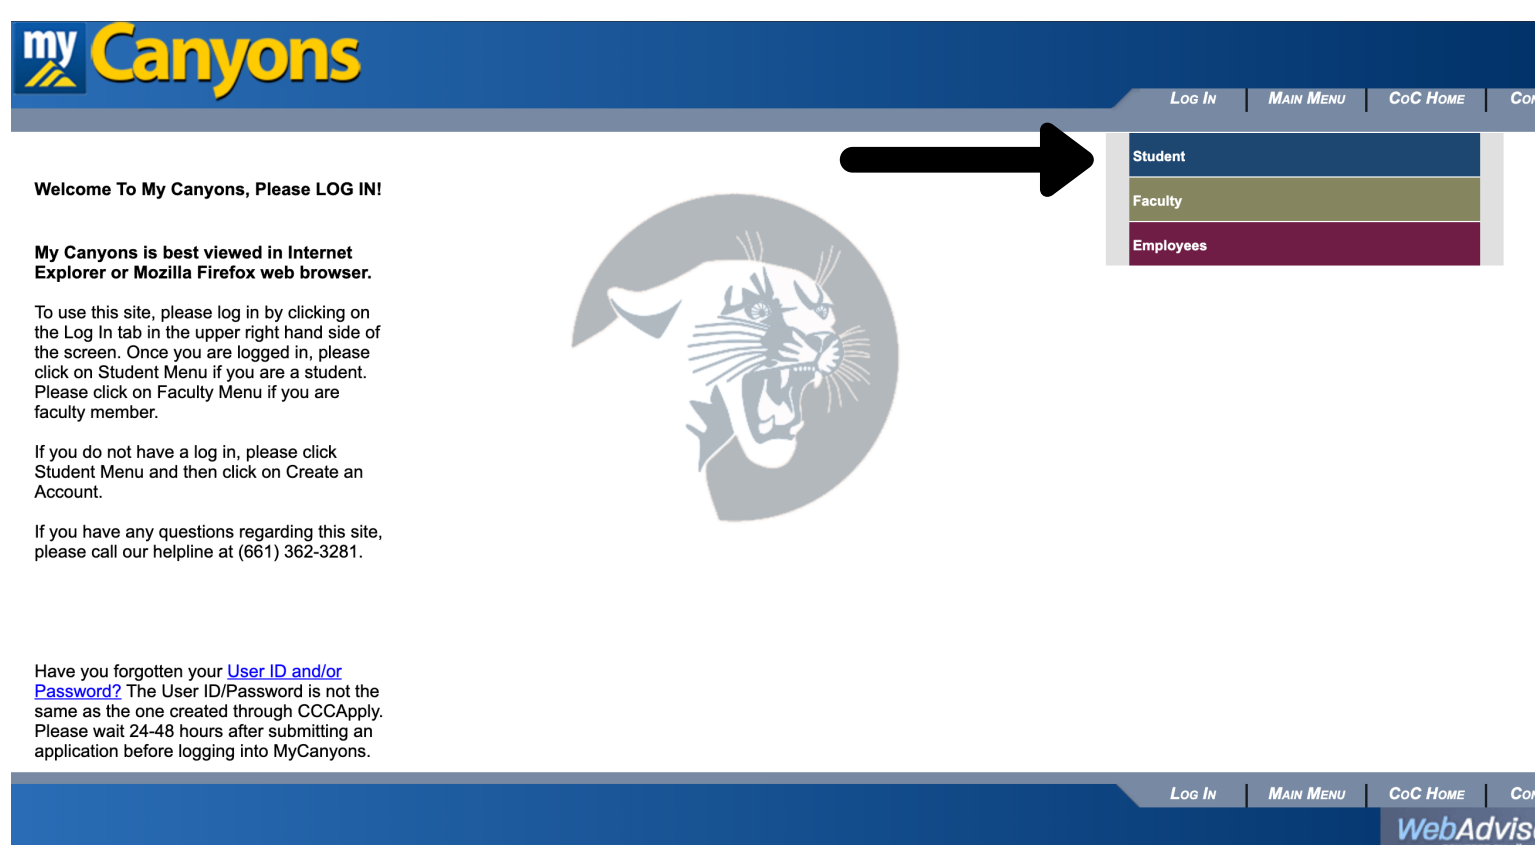 my Canyons
Log In
Main Menu
CoC Home
Student
Faculty
Employees
Welcome To My Canyons, Please LOG IN!
My Canyons is best viewed in Internet
Explorer or Mozilla Firefox web browser.
To use this site, please log in by clicking on
the Log In tab in the upper right hand side of
the screen. Once you are logged in, please
click on Student Menu if you are a student.
Please click on Faculty Menu if you are
faculty member.
If you do not have a log in, please click
Student Menu and then click on Create an
Account.
If you have any questions regarding this site,
please call our helpline at (661) 362-3281.
Have you forgotten your User ID and/or
Password? The User ID/Password is not the
same as the one created through CCCApply.
Please wait 24-48 hours after submitting an
application before logging into MyCanyons.
Log In
Main Menu
CoC Home